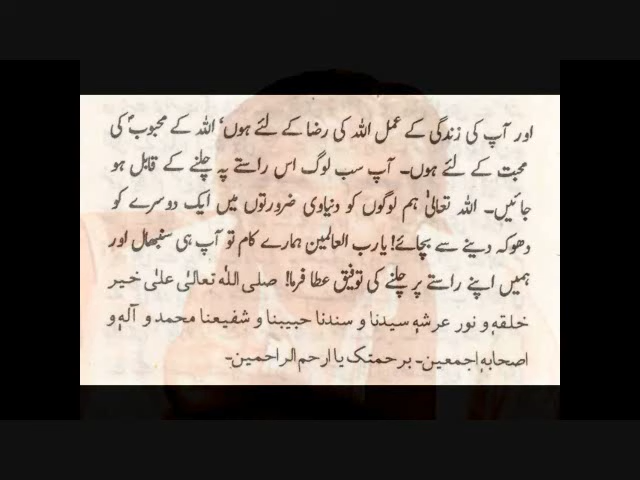 اور آپ کی زندگی کے عمل اللہ کی رضا کے لئے ہوں‘ اللہ کے محبوبؐ کی
محبت کے لئے ہوں۔ آپ سب لوگ اس راستے پہ چلنے کے قابل ہو
جائیں۔ اللہ تعالیٰ ہم لوگوں کو دنیاوی ضرورتوں میں ایک دوسرے کو
دھوکہ دینے سے بچائے! یا رب العالمین ہمارے کام تو آپ ہی سنبھال اور
ہمیں اپنے راستے پر چلنے کی توفیق عطا فرما! صلی اللہ تعالیٰ علیٰ خیر
خلقہٖ و نور عرشہٖ سیدنا و سندنا حبیبنا و شفیعنا محمد و آلہٖ و
اصحابہٖ اجمعین۔ برحمتک یا ارحم الراحمین۔